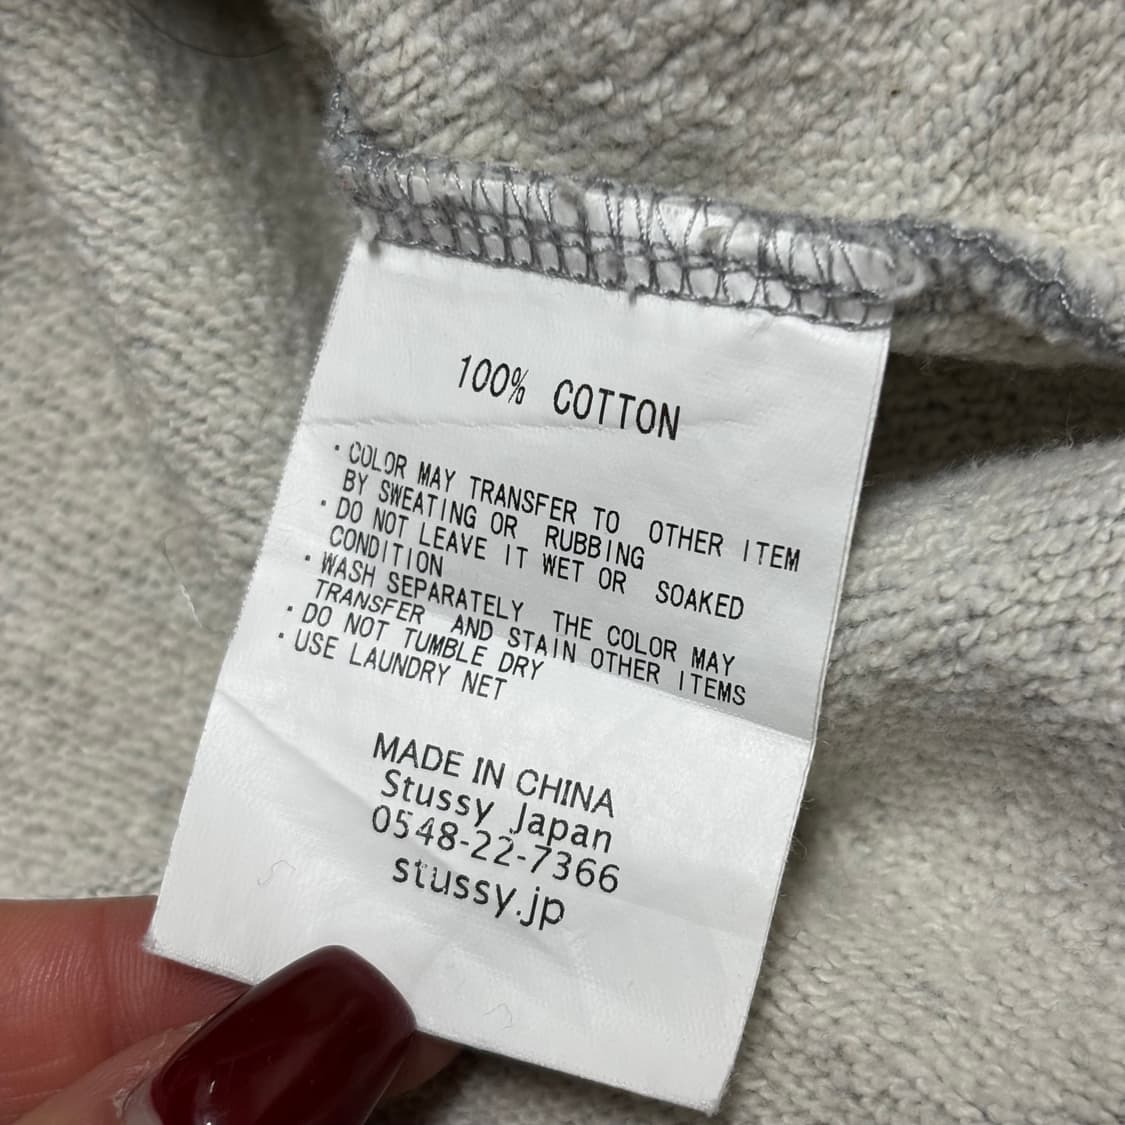 100% COTTON
・COLOR MAY TRANSFER TO OTHER ITEM
BY SWEATING OR RUBBING
・DO NOT LEAVE IT WET OR SOAKED
CONDITION
・WASH SEPARATELY THE COLOR MAY
TRANSFER AND STAIN OTHER ITEMS
・DO NOT TUMBLE DRY
・USE LAUNDRY NET
MADE IN CHINA
Stussy Japan
0548-22-7366
stussy.jp